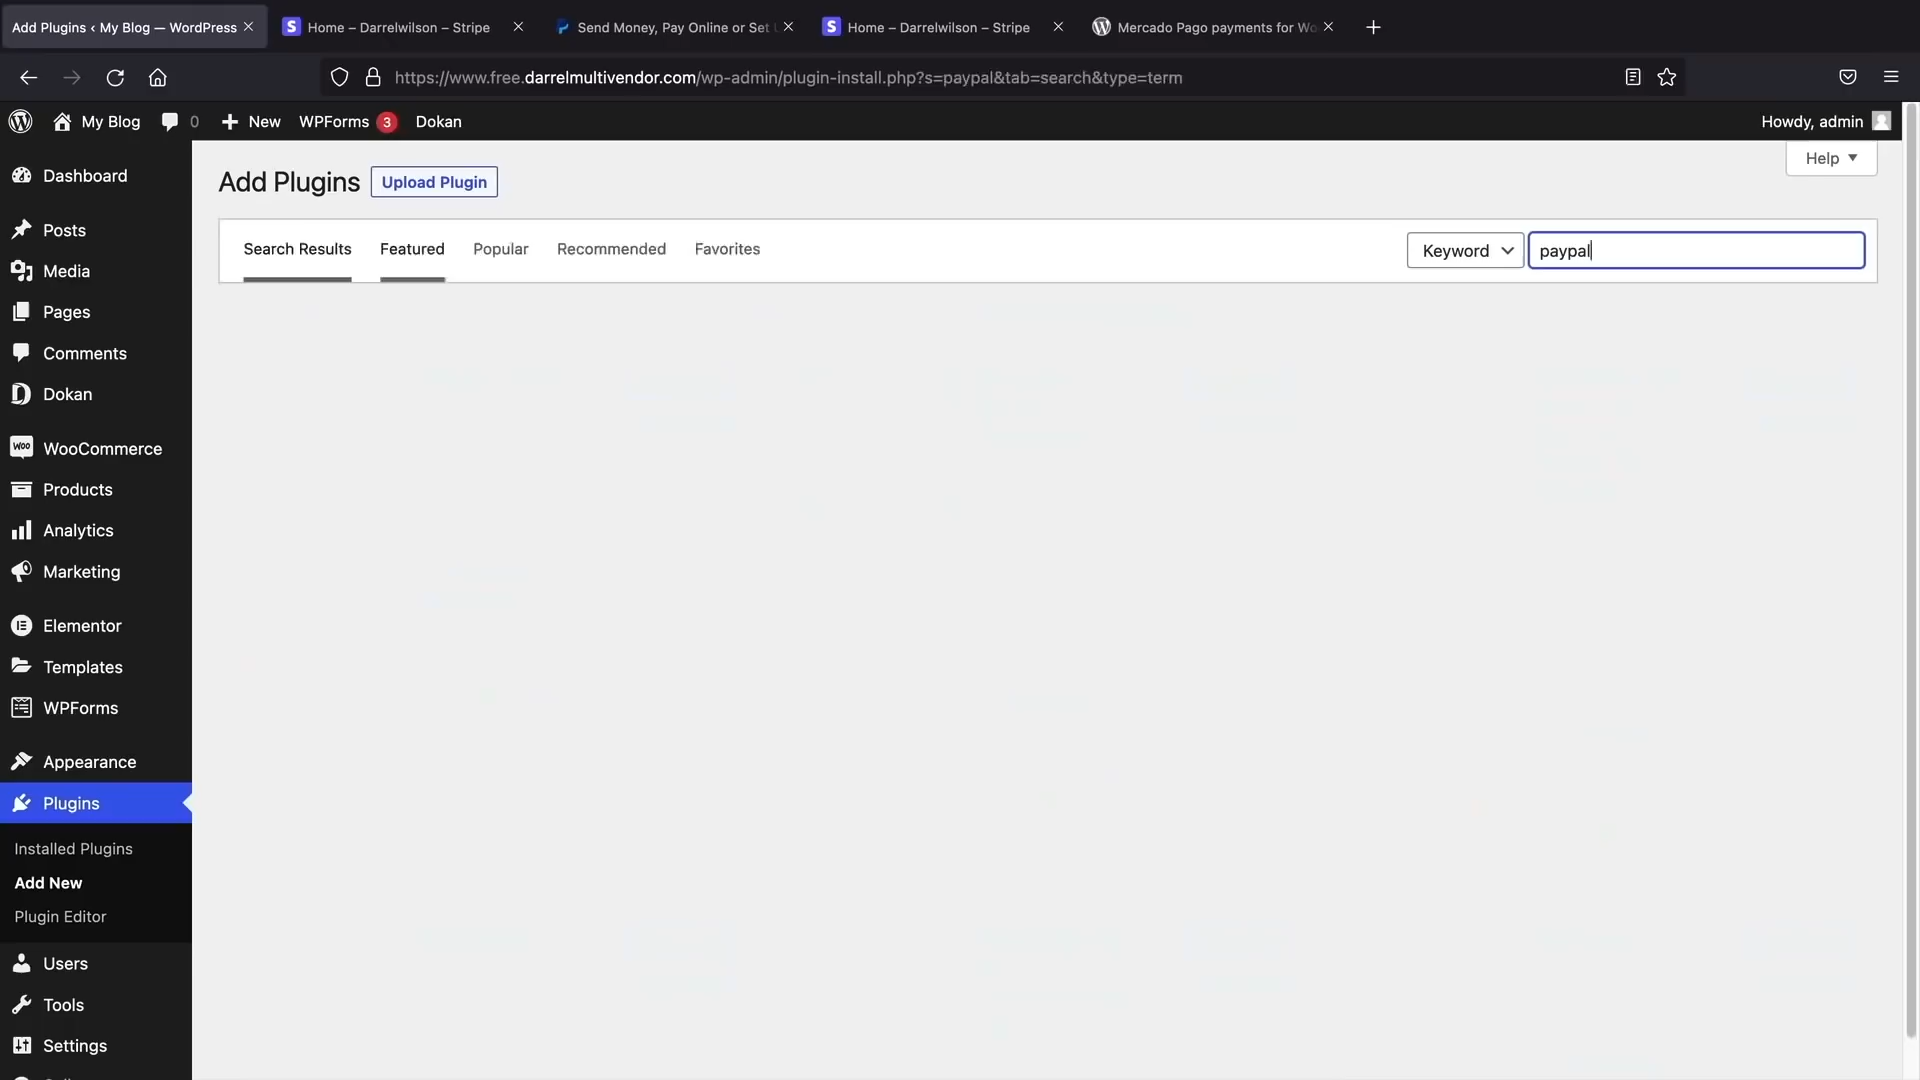 Add Plugins ‹ My Blog — WordPress
Home – Darrelwilson – Stripe
Send Money, Pay Online or Set
Home – Darrelwilson – Stripe
Mercado Pago payments for Wo
https://www.free.darrelmultivendor.com/wp-admin/plugin-install.php?s=paypal&tab=search&type=term
My Blog
0
New
WPForms 3
Dokan
Howdy, admin
Help
Add Plugins
Upload Plugin
Search Results
Featured
Popular
Recommended
Favorites
Keyword
paypal
Dashboard
Posts
Media
Pages
Comments
Dokan
WooCommerce
Products
Analytics
Marketing
Elementor
Templates
WPForms
Appearance
Plugins
Installed Plugins
Add New
Plugin Editor
Users
Tools
Settings